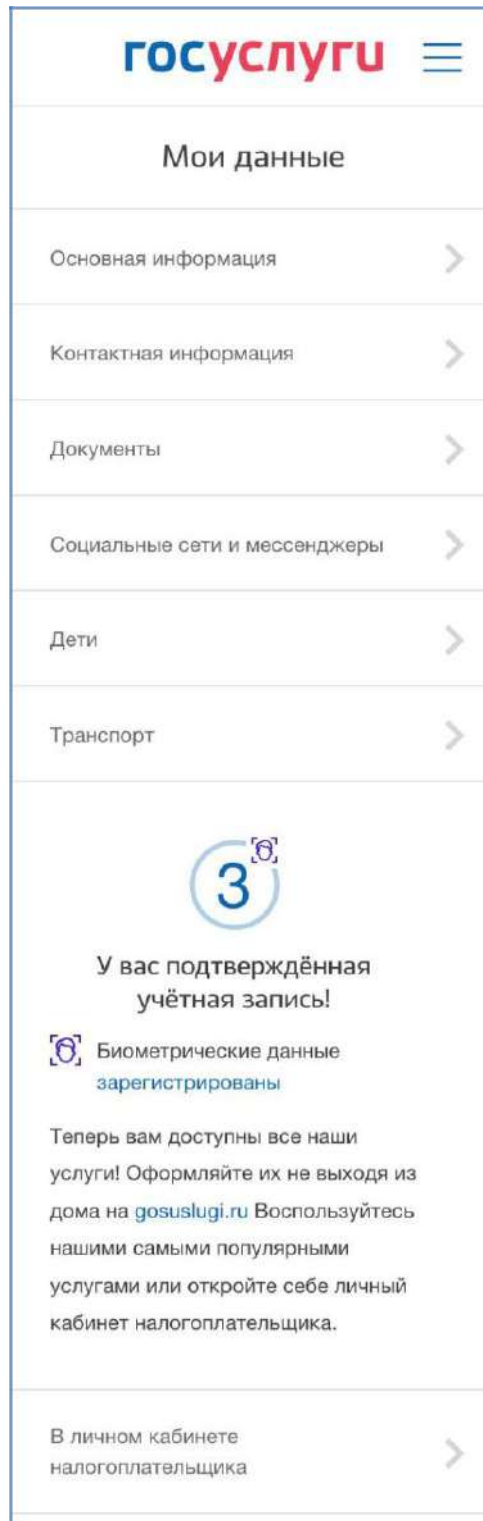 госуслуги
Мои данные
Основная информация
Контактная информация
Документы
Социальные сети и мессенджеры
Дети
Транспорт
3
У вас подтверждённая
учётная запись!
Биометрические данные
зарегистрированы
Теперь вам доступны все наши
услуги! Оформляйте их не выходя из
дома на gosuslugi.ru Воспользуйтесь
нашими самыми популярными
услугами или откройте себе личный
кабинет налогоплательщика.
В личном кабинете
налогоплательщика